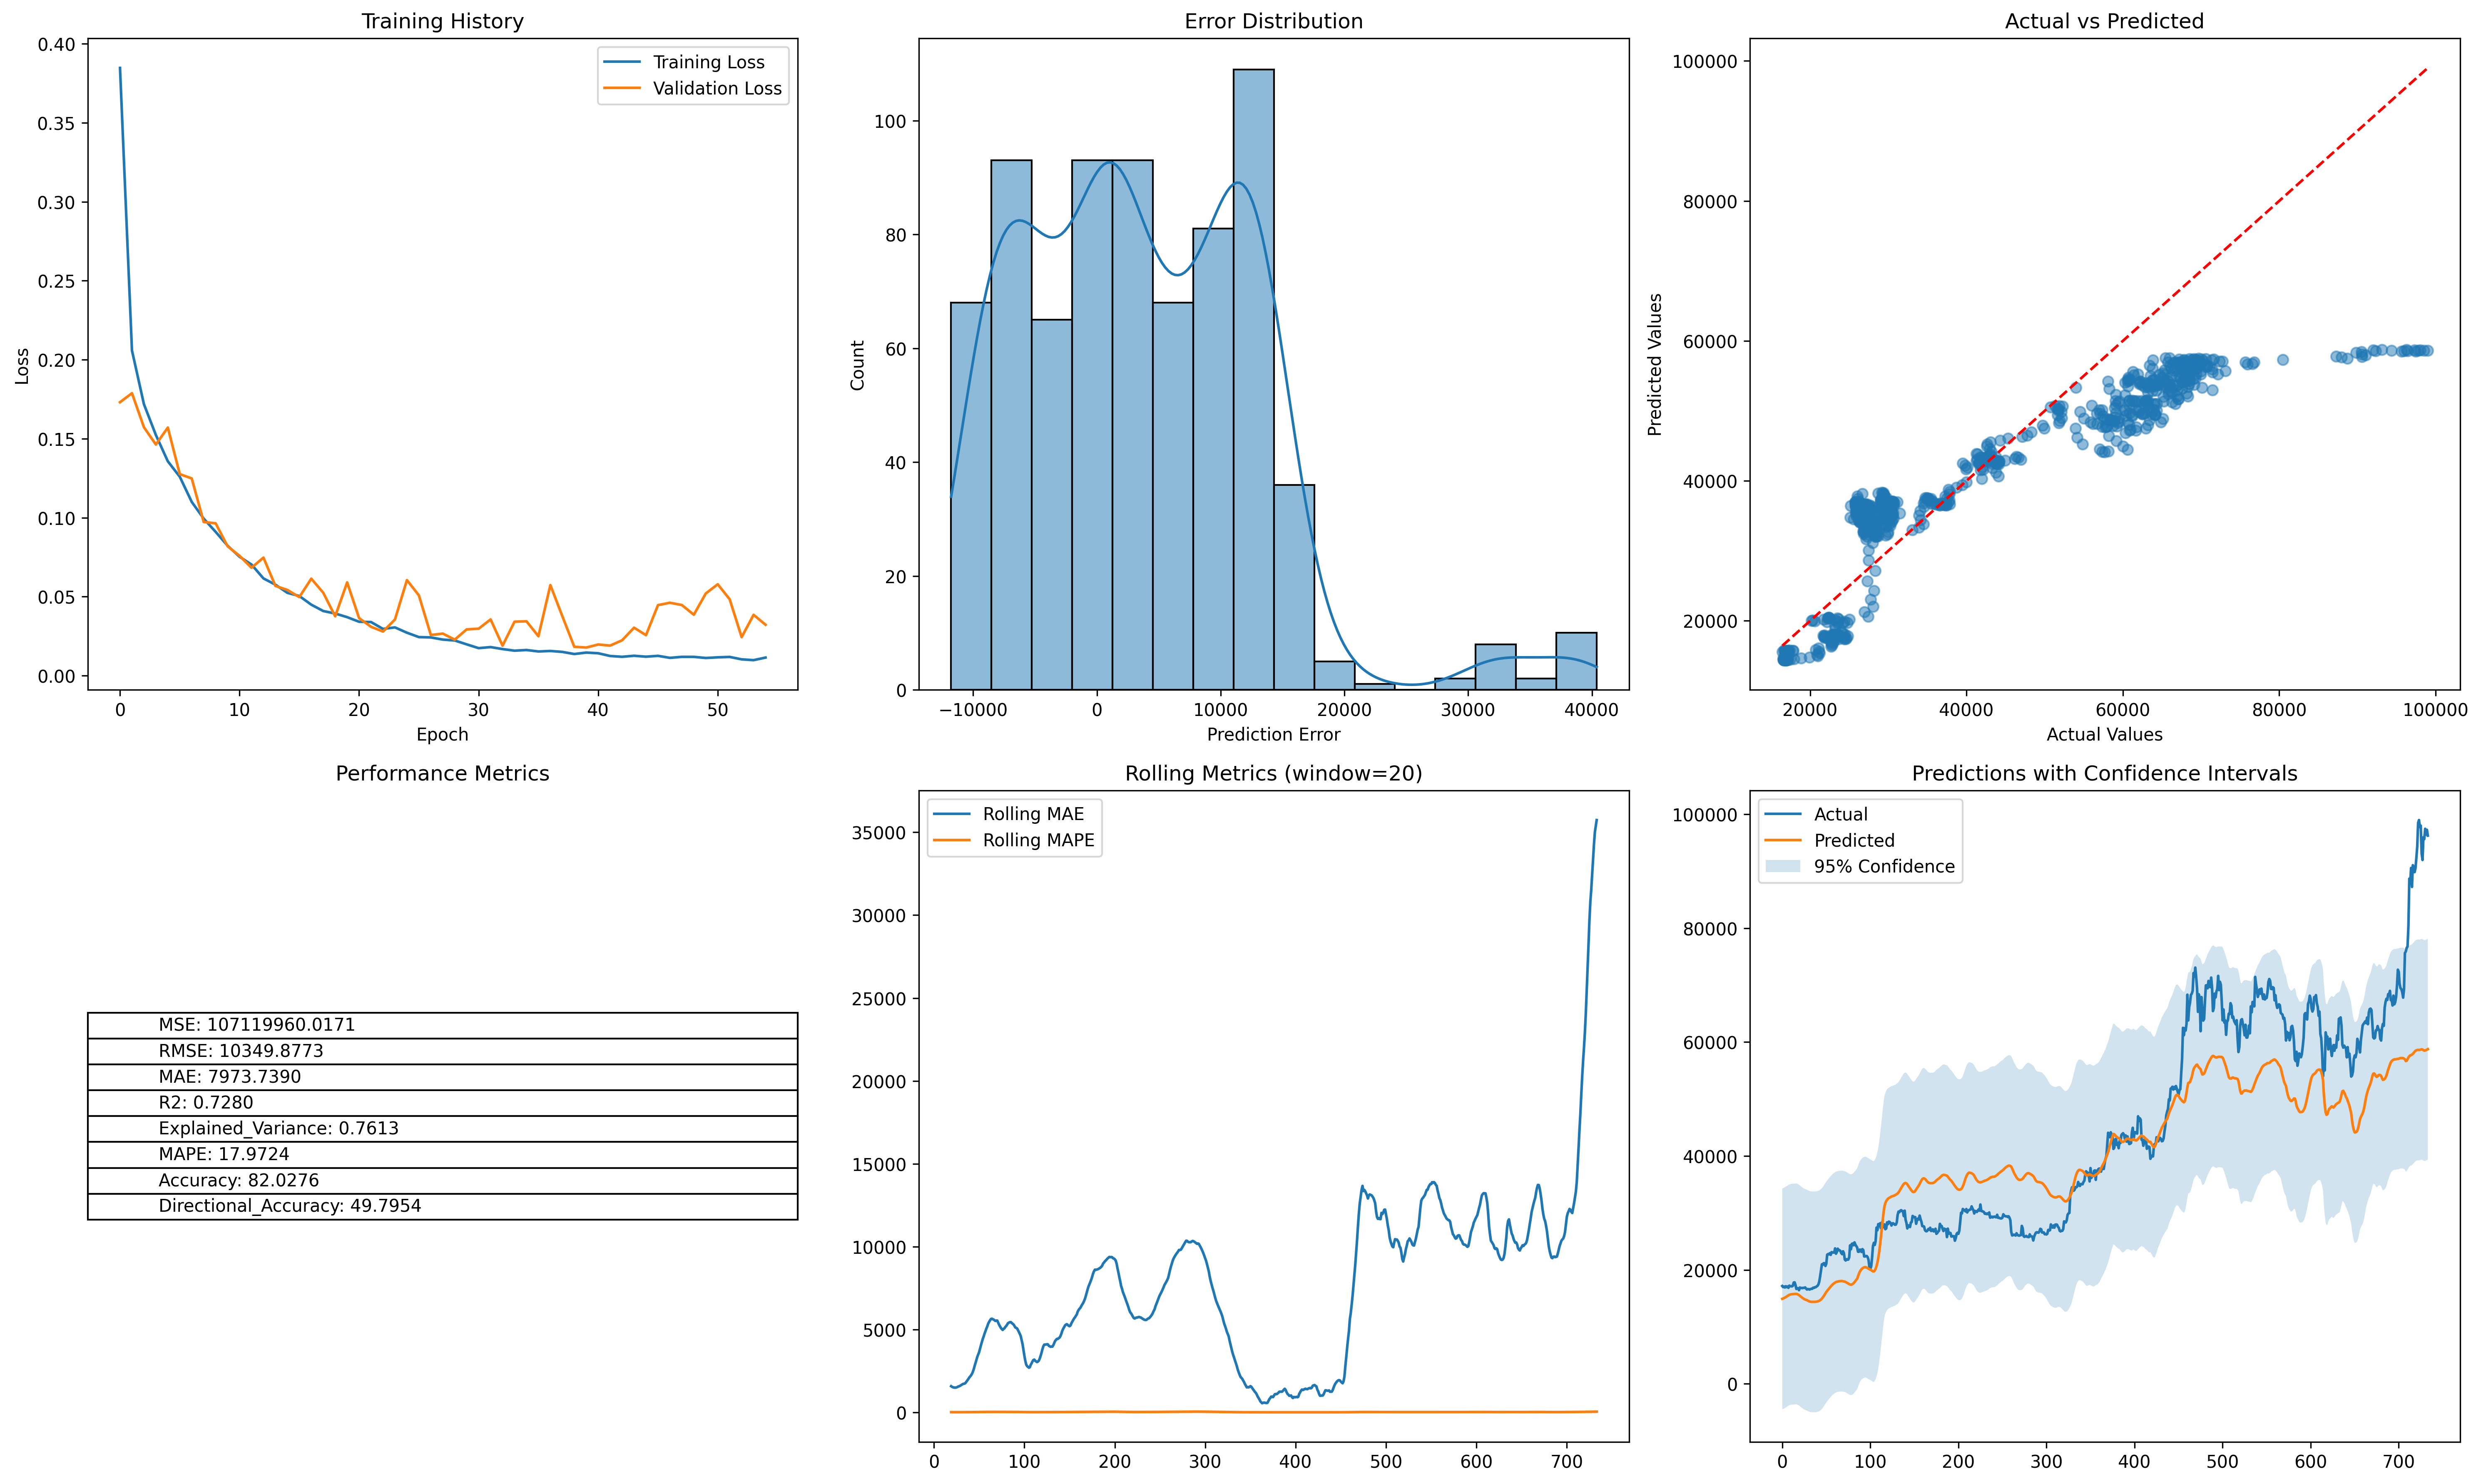 Training History
0.40
0.35
0.30
0.25
0.20
0.15
0.10
0.05
0.00
Loss
0 10 20 30 40 50
Epoch
Training Loss
Validation Loss
Error Distribution
100
80
60
40
20
0
Count
−10000 0 10000 20000 30000 40000
Prediction Error
Actual vs Predicted
100000
80000
60000
40000
20000
Predicted Values
20000 40000 60000 80000 100000
Actual Values
Performance Metrics
MSE: 107119960.0171
RMSE: 10349.8773
MAE: 7973.7390
R2: 0.7280
Explained_Variance: 0.7613
MAPE: 17.9724
Accuracy: 82.0276
Directional_Accuracy: 49.7954
Rolling Metrics (window=20)
Rolling MAE
Rolling MAPE
35000
30000
25000
20000
15000
10000
5000
0
0 100 200 300 400 500 600 700
Predictions with Confidence Intervals
Actual
Predicted
95% Confidence
100000
80000
60000
40000
20000
0
0 100 200 300 400 500 600 700